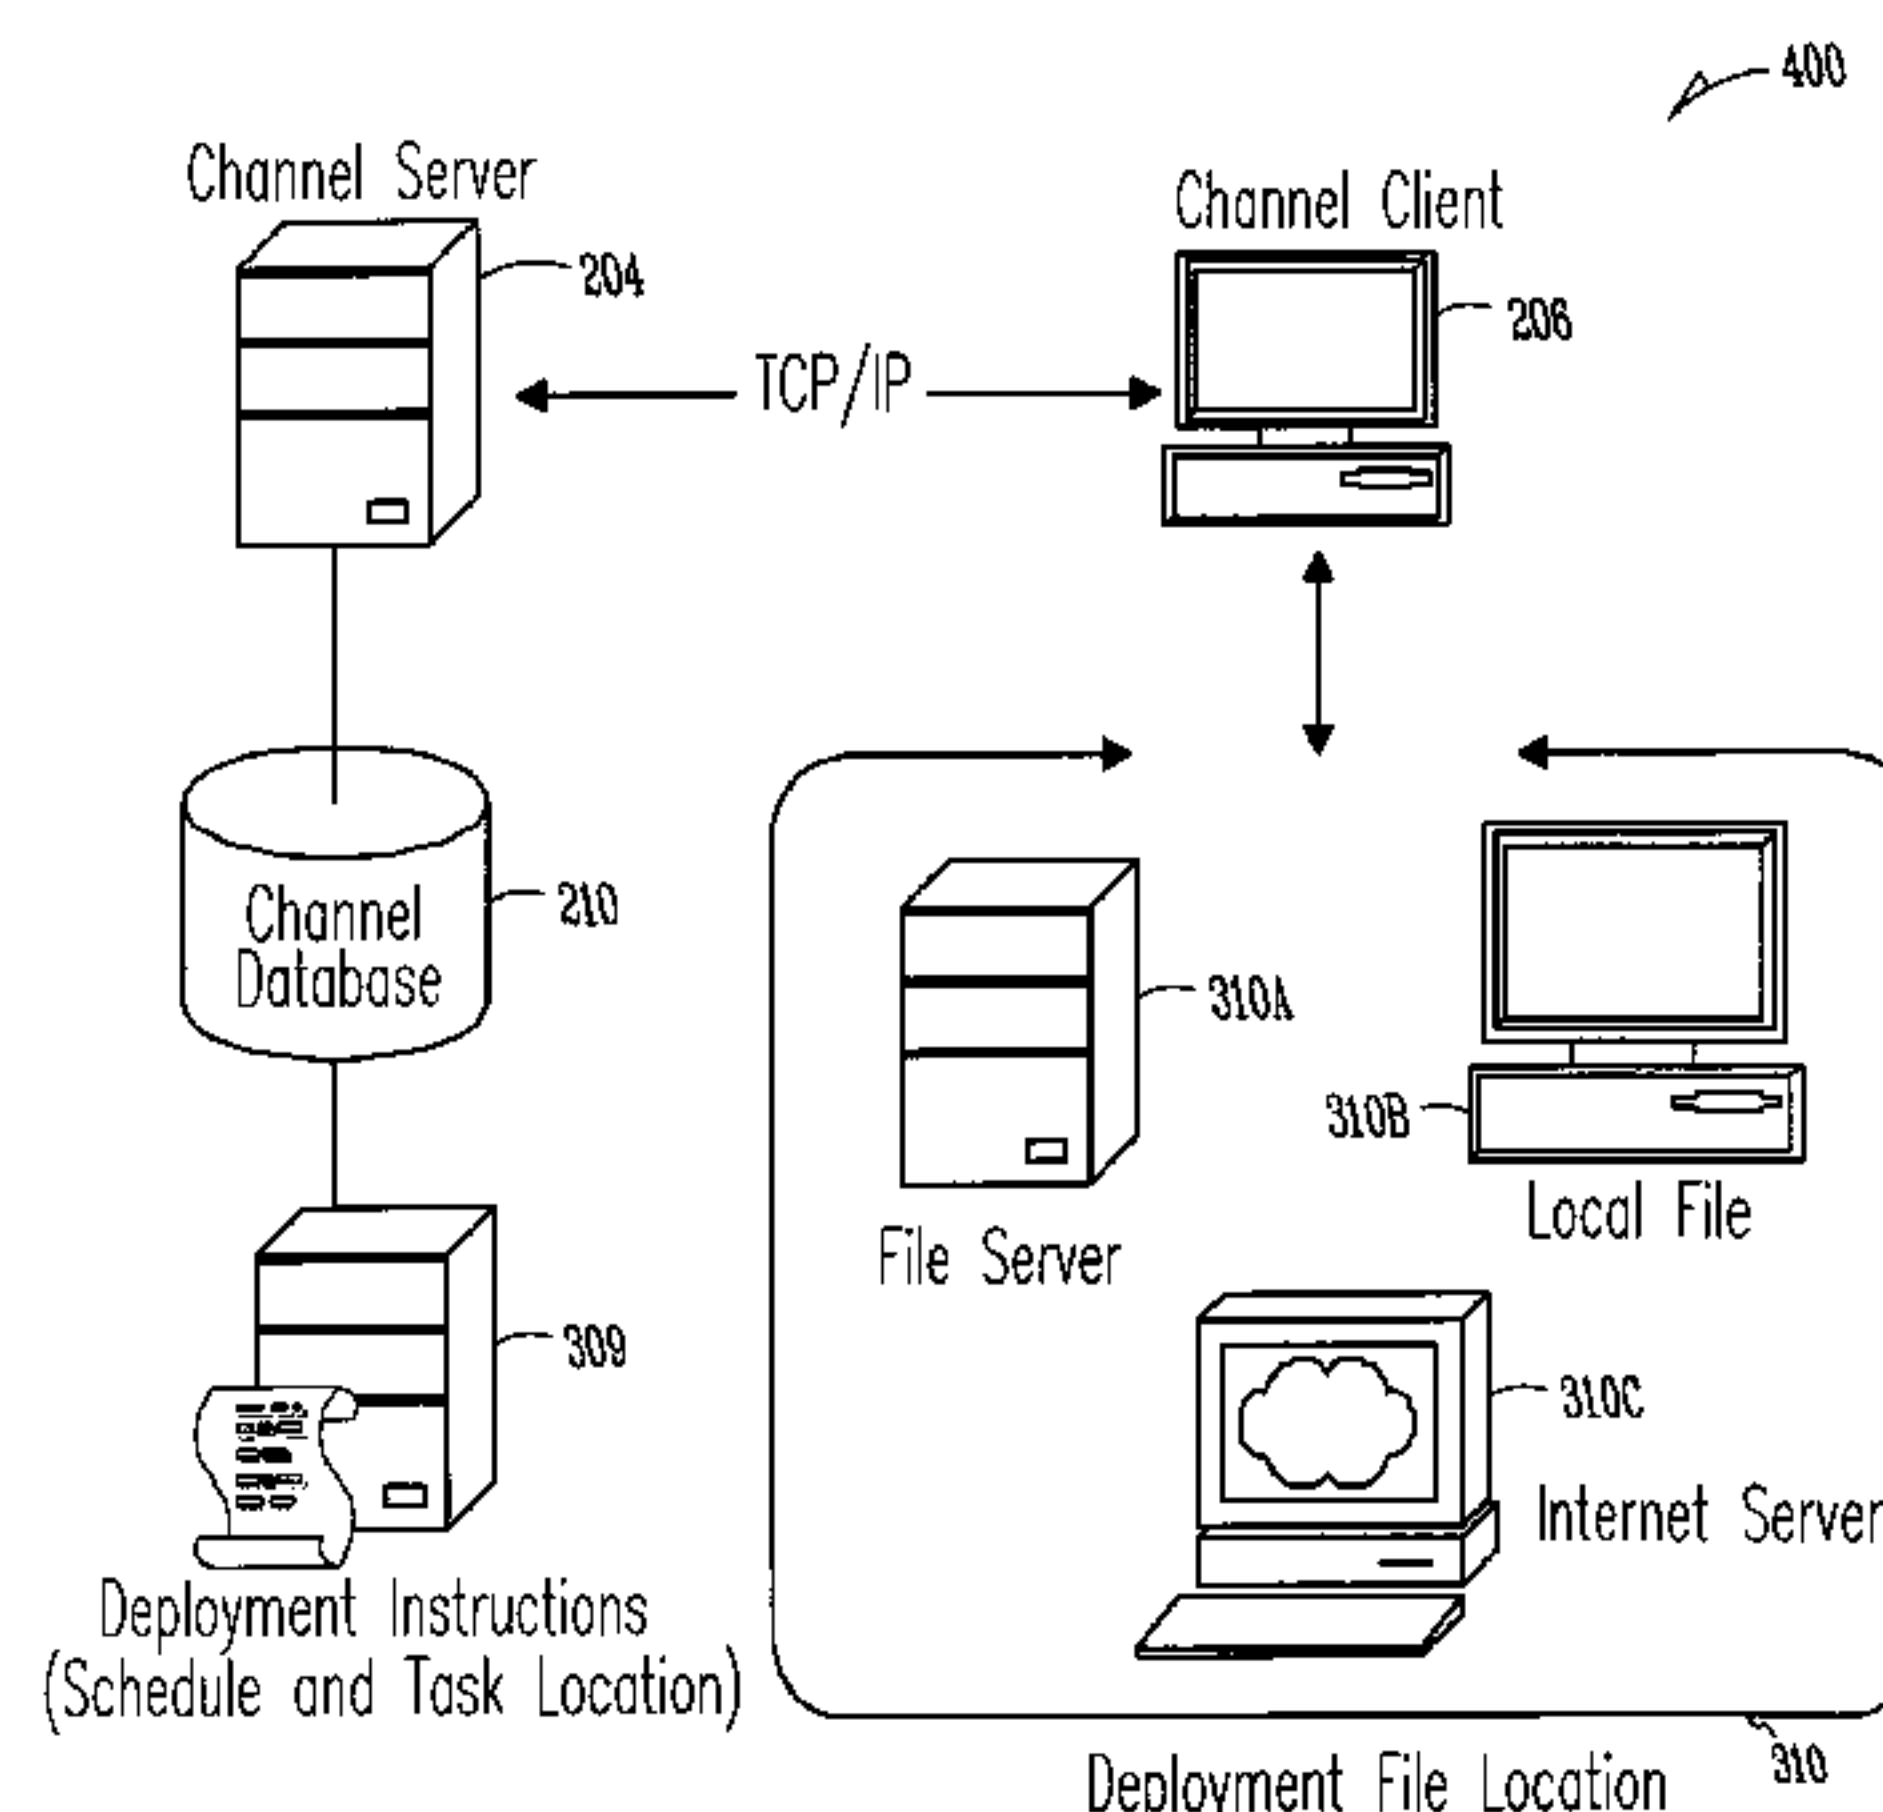 400
Channel Server
Channel Client
204
206
TCP/IP
Channel
Database
210
310A
310B
Local File
File Server
309
310C
Internet Server
Deployment Instructions
(Schedule and Task Location)
310
Deployment File Location